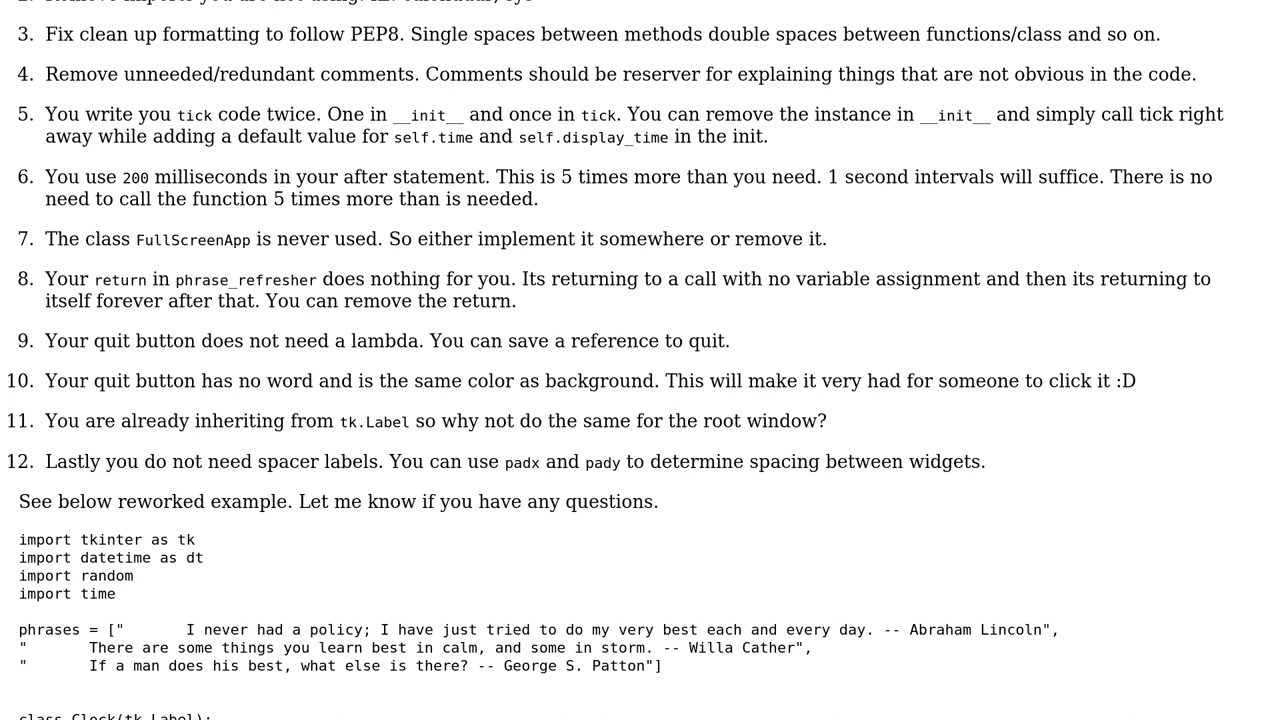 3. Fix clean up formatting to follow PEP8. Single spaces between methods double spaces between functions/class and so on.
4. Remove unneeded/redundant comments. Comments should be reserver for explaining things that are not obvious in the code.
5. You write you tick code twice. One in __init__ and once in tick. You can remove the instance in __init__ and simply call tick right
away while adding a default value for self.time and self.display_time in the init.
6. You use 200 milliseconds in your after statement. This is 5 times more than you need. 1 second intervals will suffice. There is no
need to call the function 5 times more than is needed.
7. The class FullScreenApp is never used. So either implement it somewhere or remove it.
8. Your return in phrase_refresher does nothing for you. Its returning to a call with no variable assignment and then its returning to
itself forever after that. You can remove the return.
9. Your quit button does not need a lambda. You can save a reference to quit.
10. Your quit button has no word and is the same color as background. This will make it very had for someone to click it :D
11. You are already inheriting from tk.Label so why not do the same for the root window?
12. Lastly you do not need spacer labels. You can use padx and pady to determine spacing between widgets.
See below reworked example. Let me know if you have any questions.
import tkinter as tk
import datetime as dt
import random
import time
phrases = ["       I never had a policy; I have just tried to do my very best each and every day. -- Abraham Lincoln",
"       There are some things you learn best in calm, and some in storm. -- Willa Cather",
"       If a man does his best, what else is there? -- George S. Patton"]
class Clock(tk.Label):